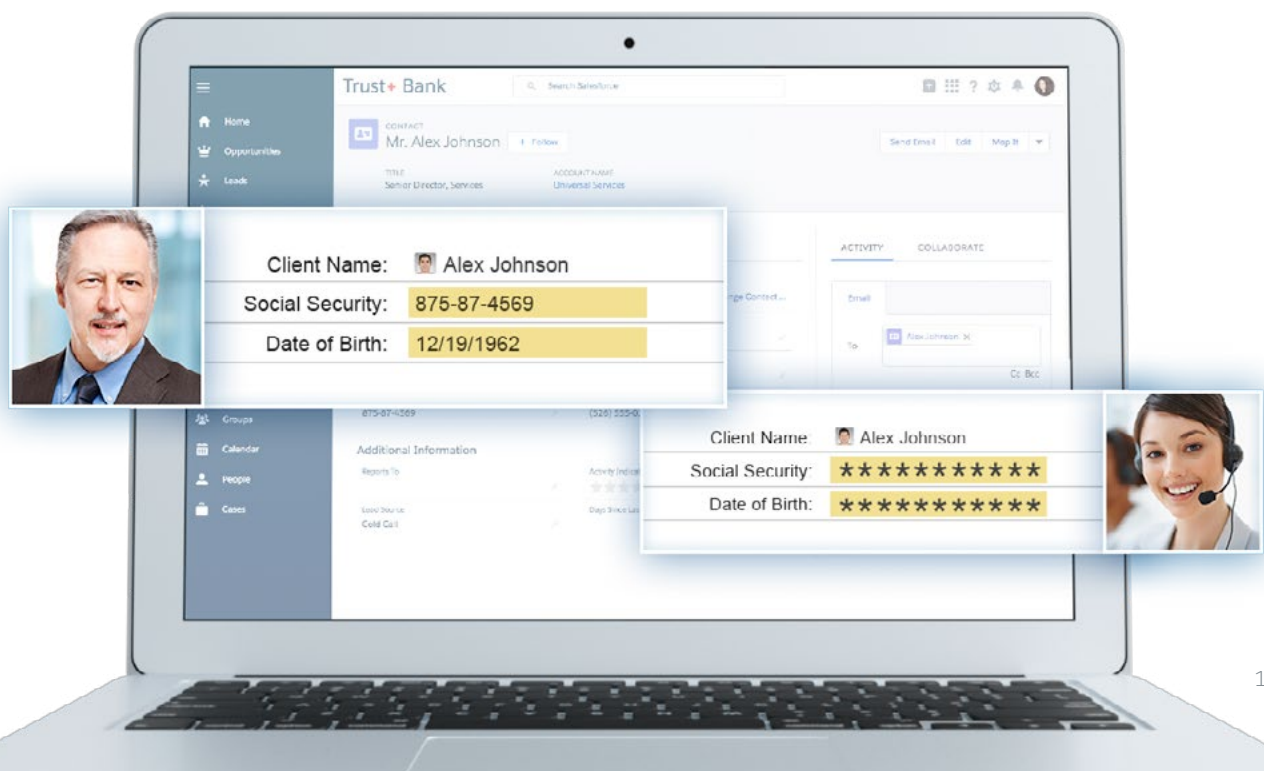 Trust+ Bank
Search Salesforce
?
Home
Opportunities
Leads
CONTACT
Mr. Alex Johnson
+ Follow
Send Email Edit Map It
TITLE
Senior Director, Services
ACCOUNT NAME
Universal Services
Client Name: Alex Johnson
Social Security: 875-87-4569
Date of Birth: 12/19/1962
ACTIVITY COLLABORATE
Email
To
Alex Johnson
Cc Bcc
Groups
Calendar
People
Cases
875-87-4569
Additional Information
Reports To
Lead Source
Cold Call
Client Name: Alex Johnson
Social Security: ***********
Date of Birth: ***********
1